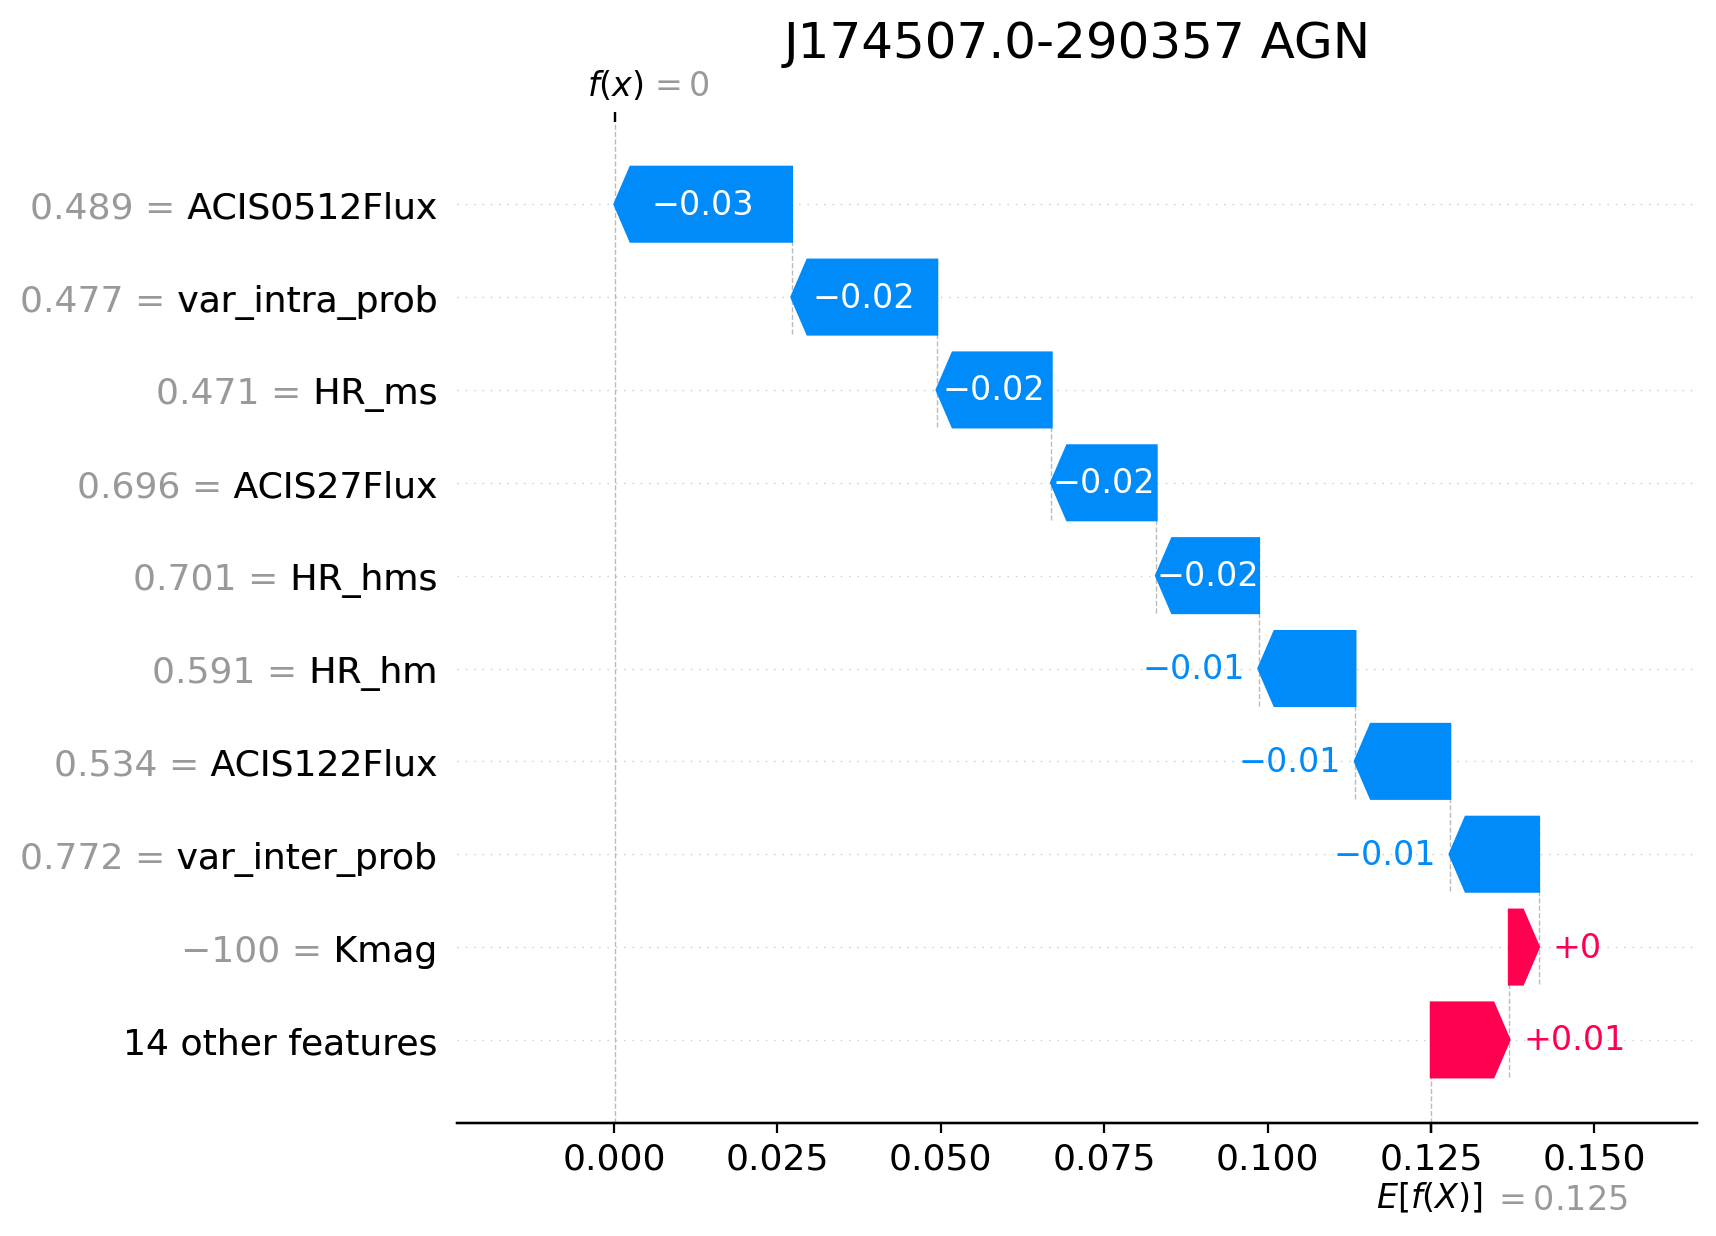 J174507.0-290357 AGN
f(x) = 0
0.489 = ACIS0512Flux
−0.03
0.477 = var_intra_prob
−0.02
0.471 = HR_ms
−0.02
0.696 = ACIS27Flux
−0.02
0.701 = HR_hms
−0.02
0.591 = HR_hm
−0.01
0.534 = ACIS122Flux
−0.01
0.772 = var_inter_prob
−0.01
−100 = Kmag
+0
14 other features
+0.01
0.000 0.025 0.050 0.075 0.100 0.125 0.150
E[f(X)] = 0.125